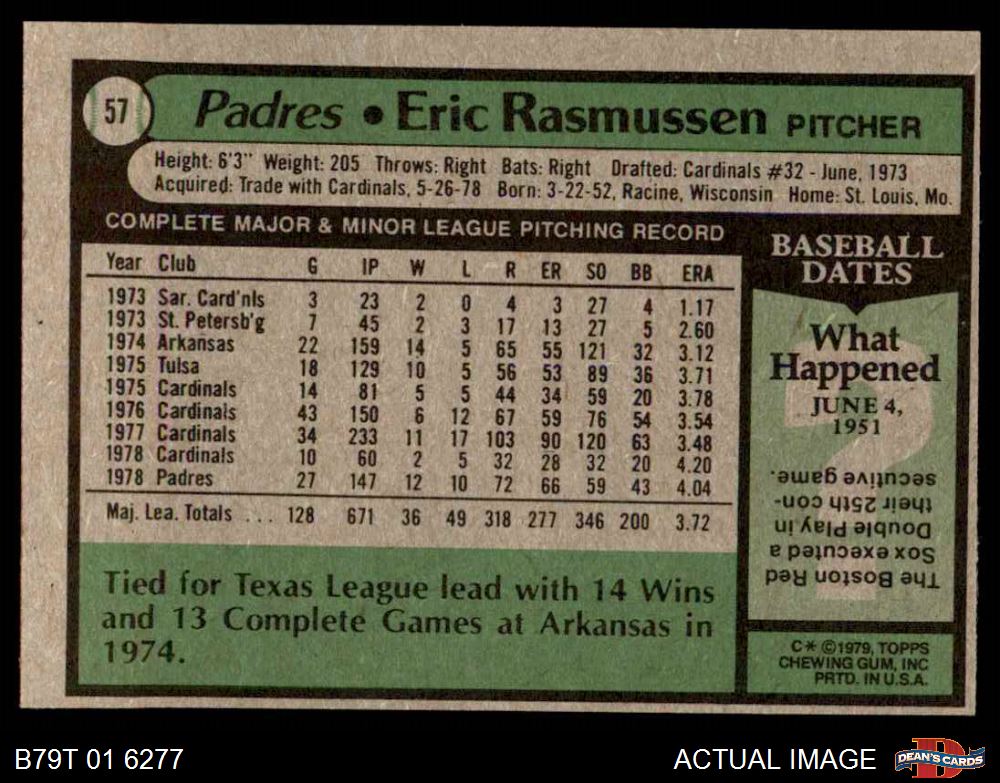 57
Padres • Eric Rasmussen PITCHER
Height: 6'3" Weight: 205 Throws: Right Bats: Right Drafted: Cardinals #32 - June, 1973
Acquired: Trade with Cardinals, 5-26-78 Born: 3-22-52, Racine, Wisconsin Home: St. Louis, Mo.
COMPLETE MAJOR & MINOR LEAGUE PITCHING RECORD
Year Club G IP W L R ER SO BB ERA
1973 Sar. Card'nls 3 23 2 0 4 3 27 4 1.17
1973 St. Petersb'g 7 45 2 3 17 13 27 5 2.60
1974 Arkansas 22 159 14 5 65 55 121 32 3.12
1975 Tulsa 18 129 10 5 56 53 89 36 3.71
1975 Cardinals 14 81 5 5 44 34 59 20 3.78
1976 Cardinals 43 150 6 12 67 59 76 54 3.54
1977 Cardinals 34 233 11 17 103 90 120 63 3.48
1978 Cardinals 10 60 2 5 32 28 32 20 4.20
1978 Padres 27 147 12 10 72 66 59 43 4.04
Maj. Lea. Totals ... 128 671 36 49 318 277 346 200 3.72
Tied for Texas League lead with 14 Wins
and 13 Complete Games at Arkansas in
1974.
BASEBALL
DATES
What
Happened
JUNE 4,
1951
The Boston Red
Sox executed a
Double Play in
their 25th con-
secutive game.
C* ©1979, TOPPS
CHEWING GUM, INC
PRTD. IN U.S.A.
B79T 01 6277
ACTUAL IMAGE
DEAN'S CARDS